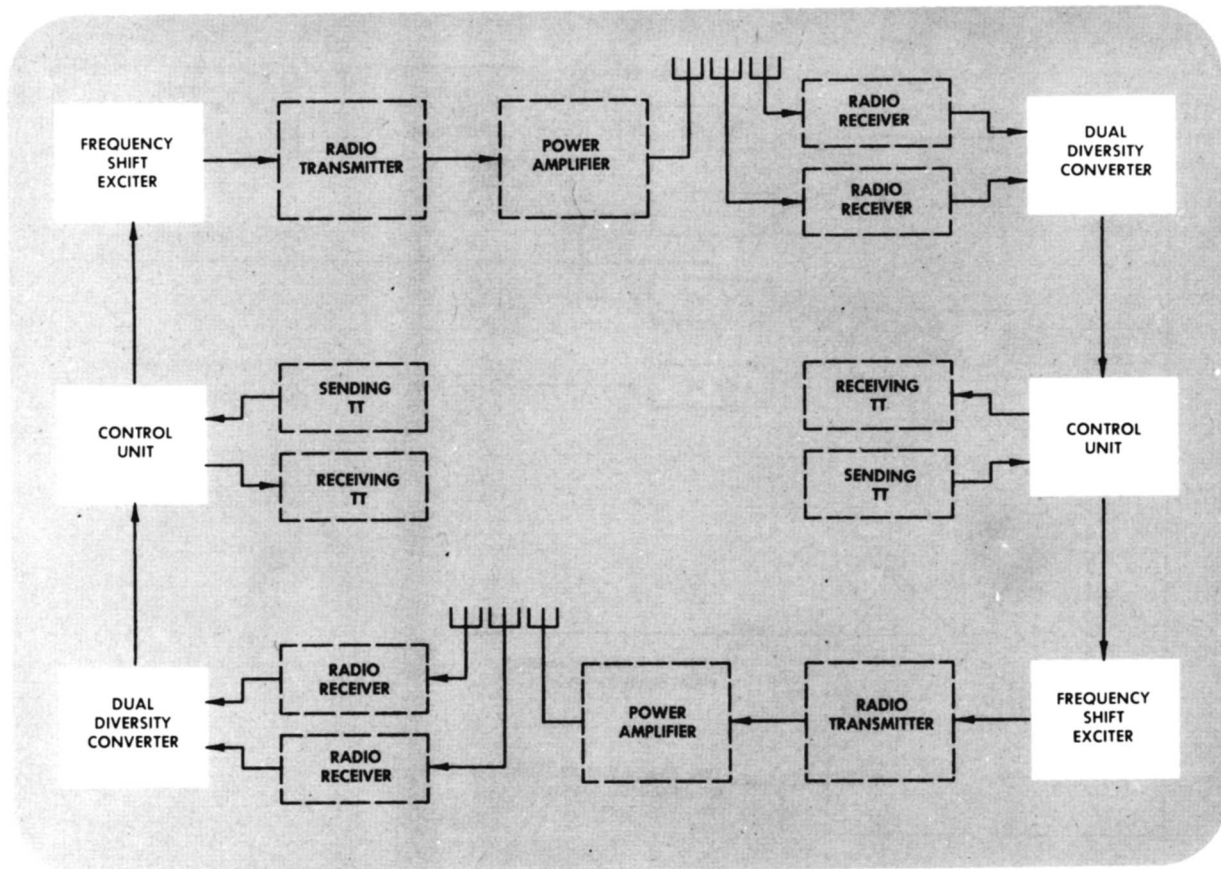 FREQUENCY
SHIFT
EXCITER
RADIO
TRANSMITTER
POWER
AMPLIFIER
RADIO
RECEIVER
RADIO
RECEIVER
DUAL
DIVERSITY
CONVERTER
CONTROL
UNIT
SENDING
TT
RECEIVING
TT
RECEIVING
TT
SENDING
TT
CONTROL
UNIT
DUAL
DIVERSITY
CONVERTER
RADIO
RECEIVER
RADIO
RECEIVER
POWER
AMPLIFIER
RADIO
TRANSMITTER
FREQUENCY
SHIFT
EXCITER